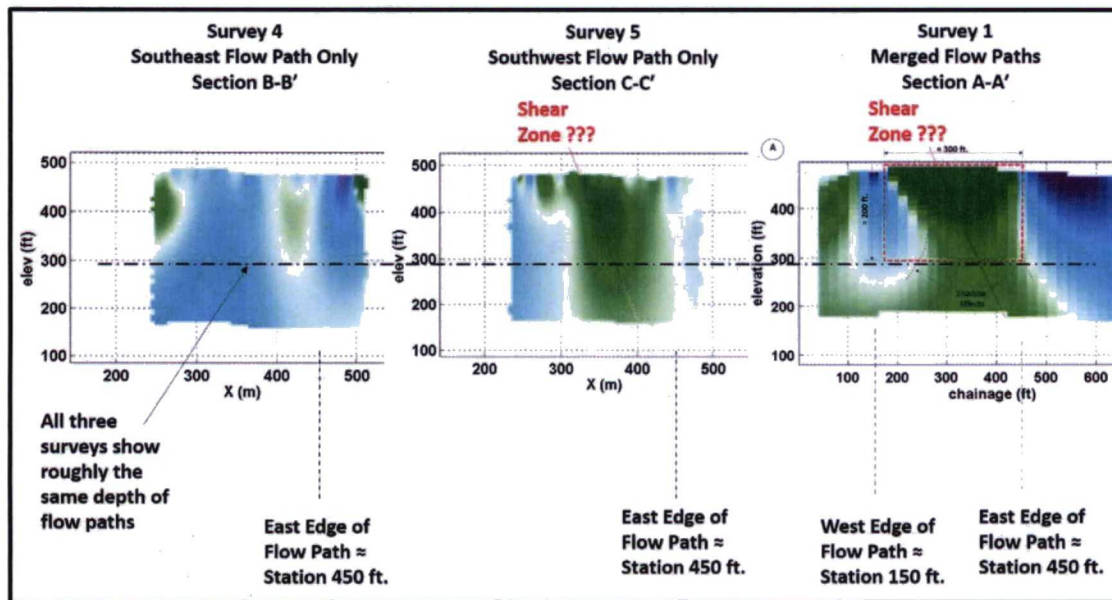 Survey 4
Southeast Flow Path Only
Section B-B'
Survey 5
Southwest Flow Path Only
Section C-C'
Survey 1
Merged Flow Paths
Section A-A'
Shear
Zone ???
Shear
Zone ???
A
≈ 300 ft.
≈ 200 ft.
500
400
300
200
100
elev (ft)
200
300
400
500
X (m)
500
400
300
200
100
elev (ft)
200
300
400
500
X (m)
400
300
200
100
elevation (ft)
100
200
300
400
500
600
chainage (ft)
Effects
All three
surveys show
roughly the
same depth of
flow paths
East Edge of
Flow Path ≈
Station 450 ft.
East Edge of
Flow Path ≈
Station 450 ft.
West Edge of
Flow Path ≈
Station 150 ft.
East Edge of
Flow Path ≈
Station 450 ft.